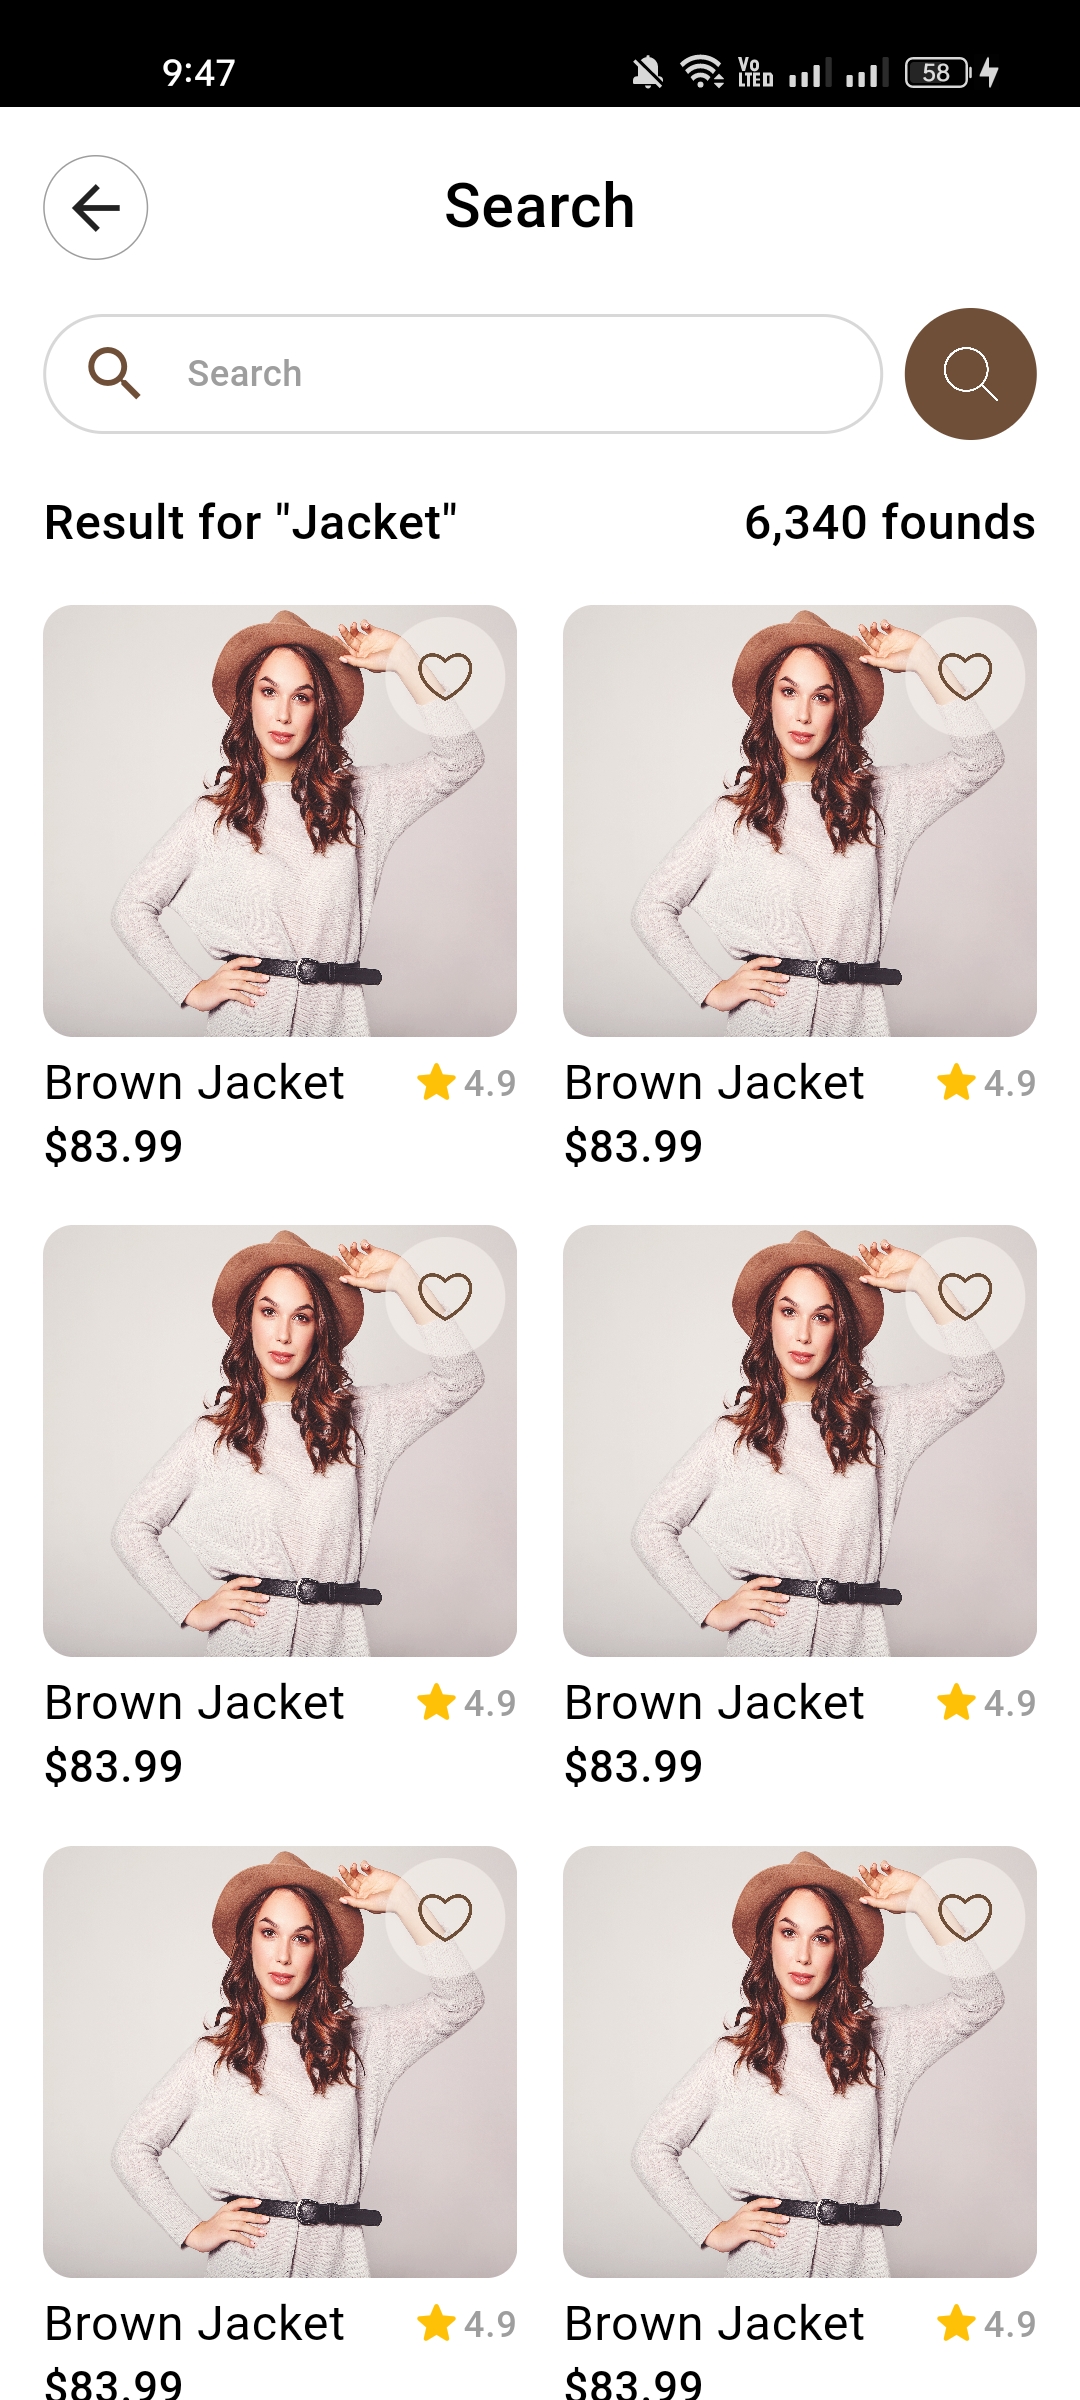 9:47
Vo
LTED
58
Search
Search
Result for "Jacket"
6,340 founds
Brown Jacket
4.9
Brown Jacket
4.9
$83.99
$83.99
Brown Jacket
4.9
Brown Jacket
4.9
$83.99
$83.99
Brown Jacket
4.9
Brown Jacket
4.9
$83.99
$83.99